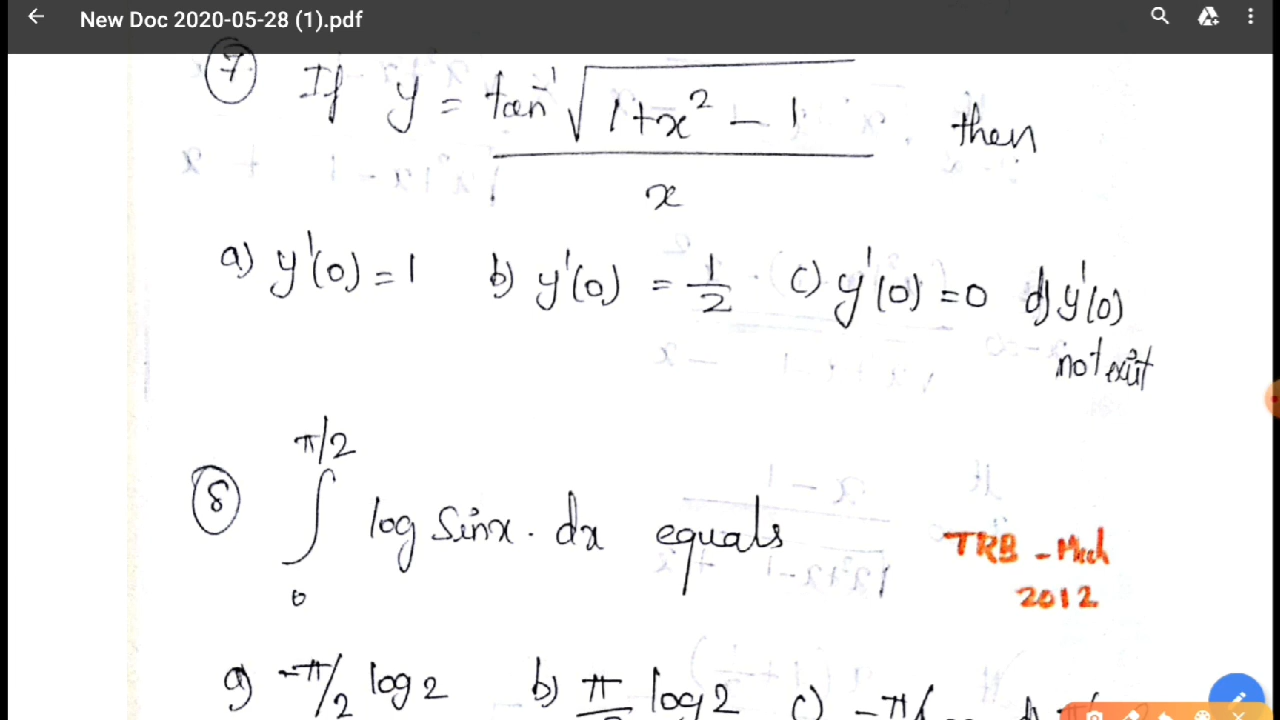 New Doc 2020-05-28 (1).pdf
7) If y = tan⁻¹ √(1+x² - 1) / x . then
a) y'(0) = 1 b) y'(0) = 1/2 c) y'(0) = 0 d) y'(0) not exist
8) ∫₀^(π/2) log sinx . dx equals
TRB - Mech
2012
a) -π/2 log 2 b) π/2 log 2 c) -π/